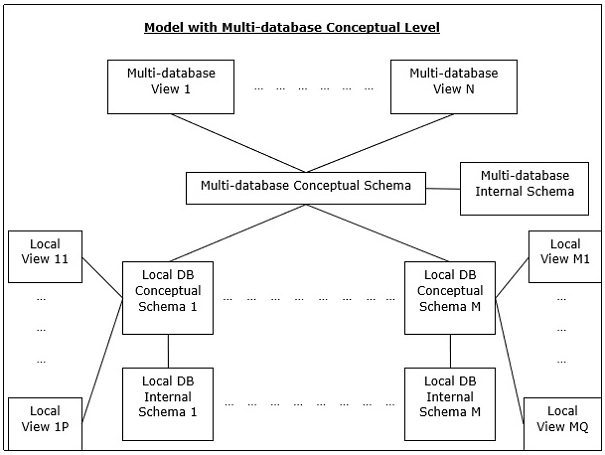 Model with Multi-database Conceptual Level
Multi-database
View 1
... ... ... ... ... ...
Multi-database
View N
Multi-database Conceptual Schema
Multi-database
Internal Schema
Local
View 11
...
...
...
Local
View 1P
Local DB
Conceptual
Schema 1
... ... ... ... ... ... ... ...
Local DB
Conceptual
Schema M
Local
View M1
...
...
...
Local
View MQ
Local DB
Internal
Schema 1
... ... ... ... ... ... ... ...
Local DB
Internal
Schema M